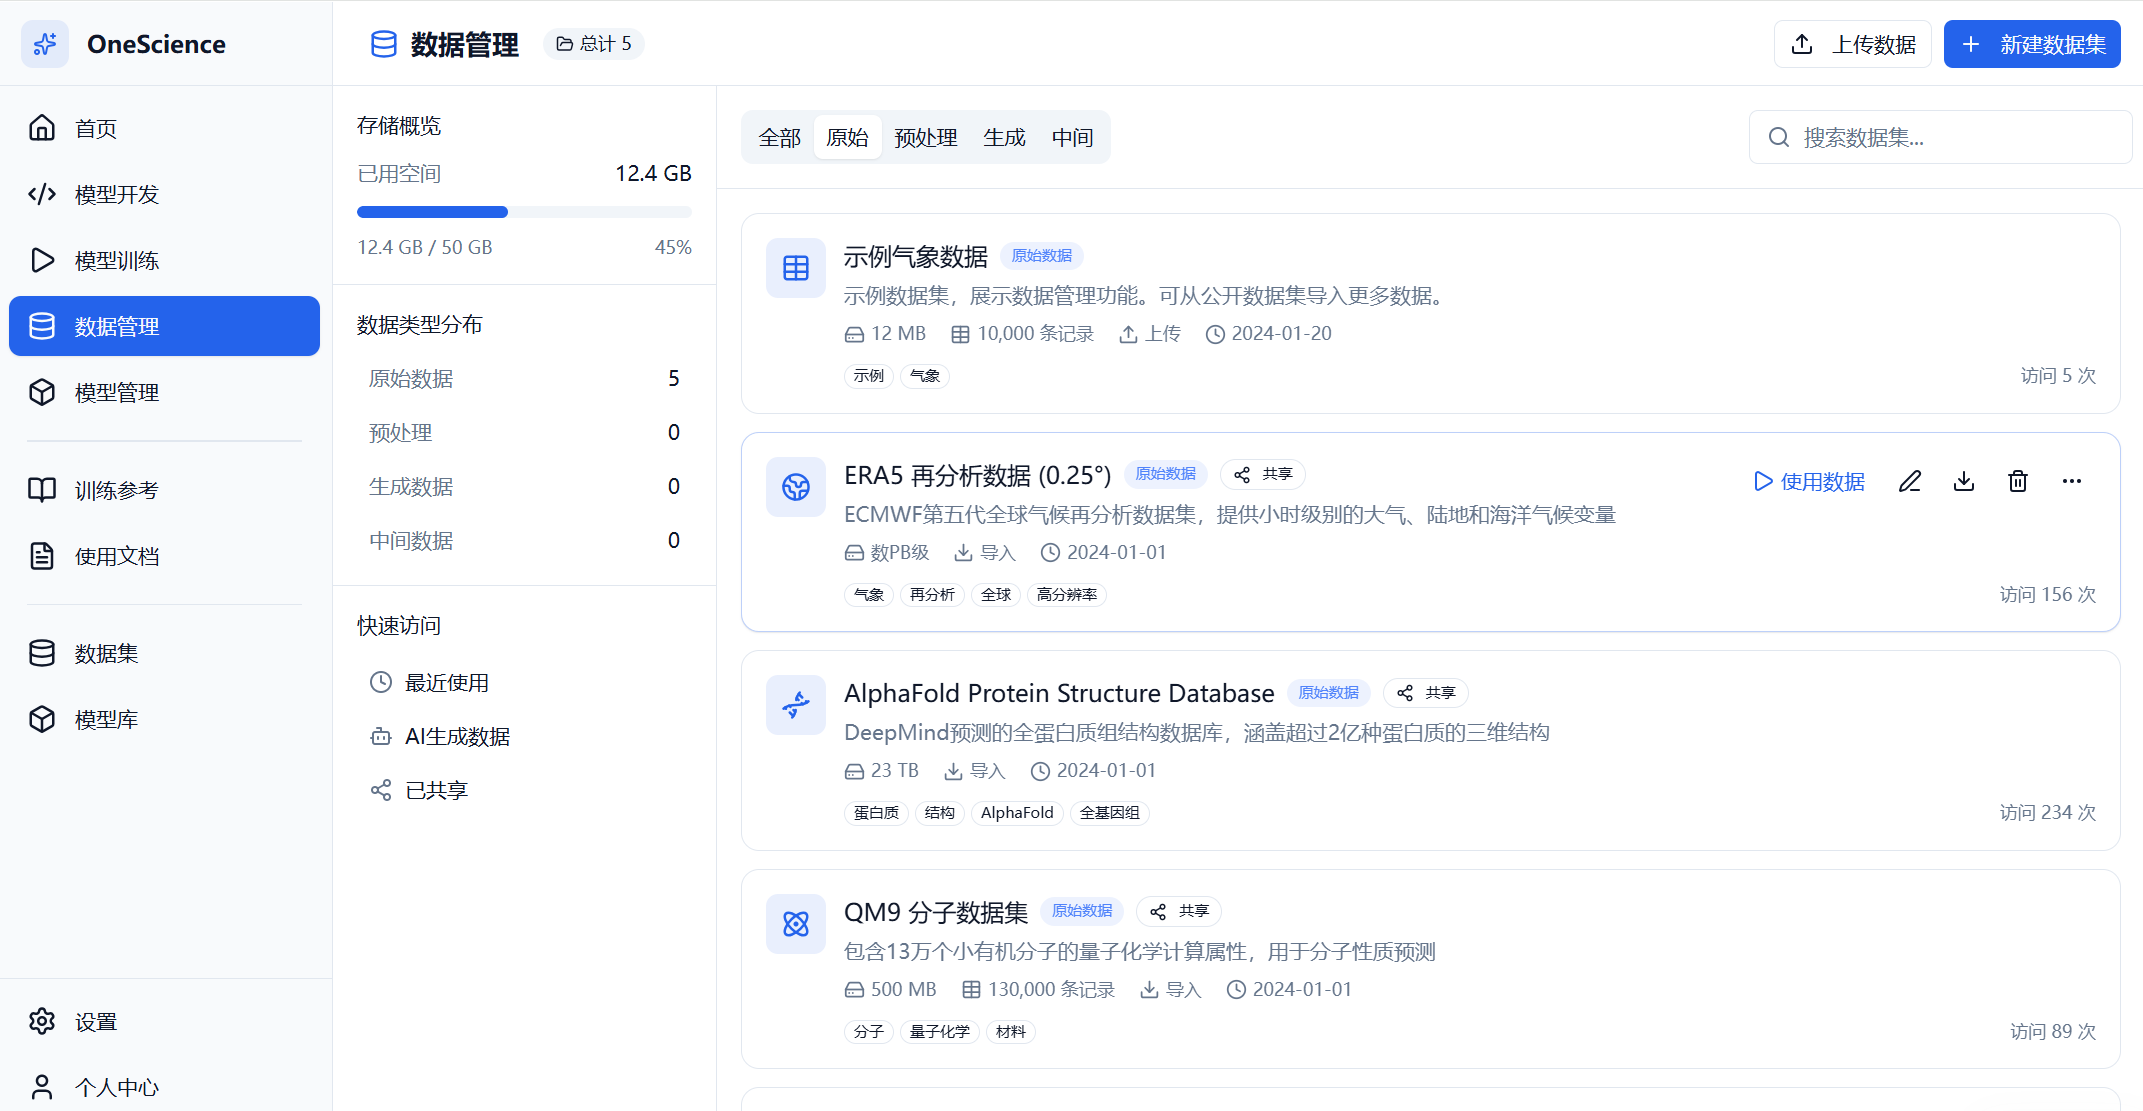 OneScience
首页
模型开发
模型训练
数据管理
模型管理
训练参考
使用文档
数据集
模型库
设置
个人中心
数据管理
总计 5
上传数据
新建数据集
存储概览
已用空间 12.4 GB
12.4 GB / 50 GB 45%
数据类型分布
原始数据 5
预处理 0
生成数据 0
中间数据 0
快速访问
最近使用
AI生成数据
已共享
全部 原始 预处理 生成 中间
搜索数据集...
示例气象数据 原始数据
示例数据集，展示数据管理功能。可从公开数据集导入更多数据。
12 MB 10,000 条记录 上传 2024-01-20
示例 气象 访问 5 次
ERA5 再分析数据 (0.25°) 原始数据 共享 使用数据
ECMWF第五代全球气候再分析数据集，提供小时级别的大气、陆地和海洋气候变量
数PB级 导入 2024-01-01
气象 再分析 全球 高分辨率 访问 156 次
AlphaFold Protein Structure Database 原始数据 共享
DeepMind预测的全蛋白质组结构数据库，涵盖超过2亿种蛋白质的三维结构
23 TB 导入 2024-01-01
蛋白质 结构 AlphaFold 全基因组 访问 234 次
QM9 分子数据集 原始数据 共享
包含13万个小有机分子的量子化学计算属性，用于分子性质预测
500 MB 130,000 条记录 导入 2024-01-01
分子 量子化学 材料 访问 89 次